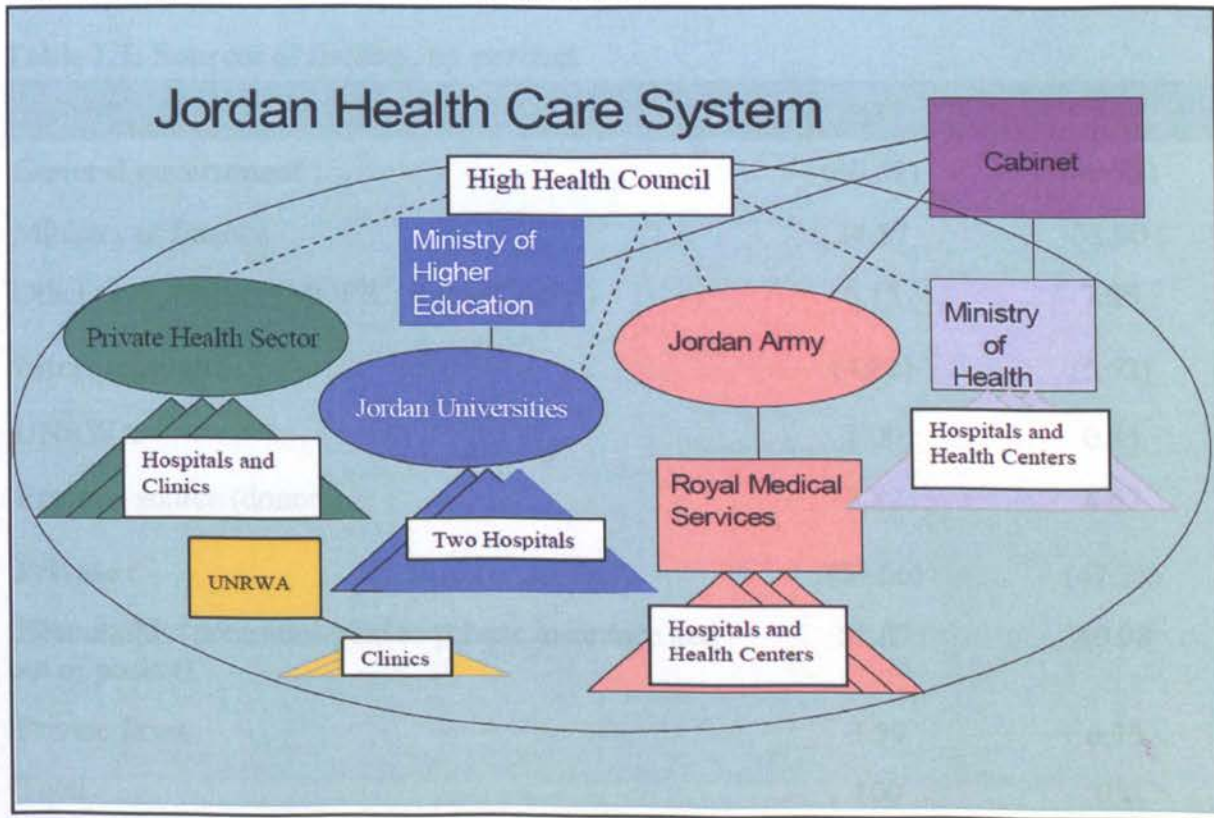 Jordan Health Care System
Cabinet
High Health Council
Ministry of
Higher
Education
Private Health Sector
Jordan Universities
Jordan Army
Ministry
of
Health
Hospitals and
Clinics
Two Hospitals
Royal Medical
Services
Hospitals and
Health Centers
UNRWA
Clinics
Hospitals and
Health Centers